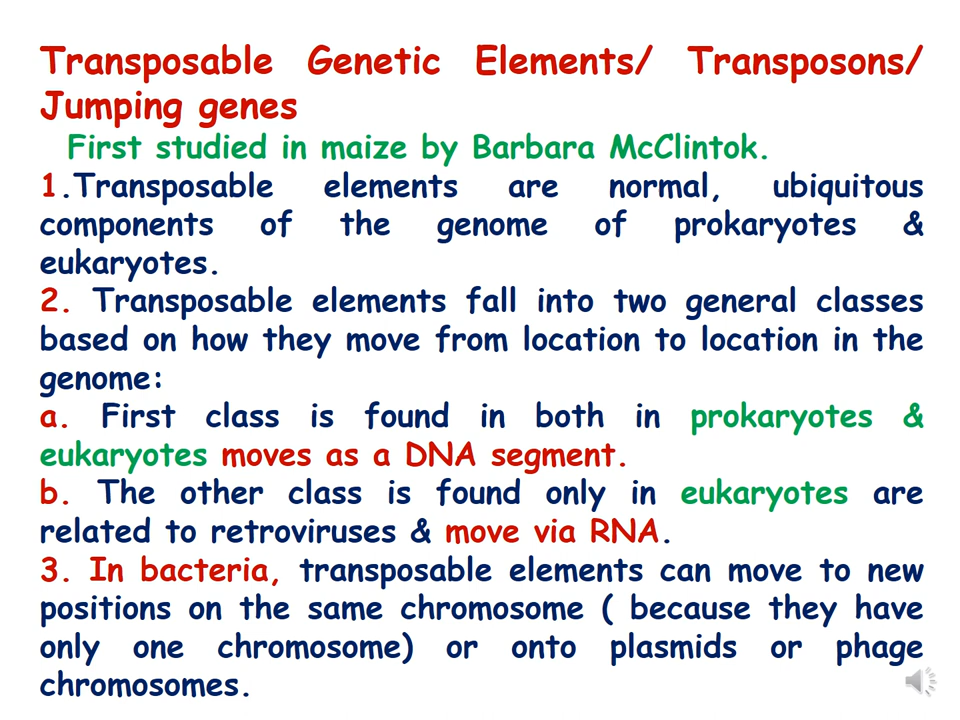 Transposable Genetic Elements/ Transposons/
Jumping genes
First studied in maize by Barbara McClintok.
1.Transposable elements are normal, ubiquitous
components of the genome of prokaryotes &
eukaryotes.
2. Transposable elements fall into two general classes
based on how they move from location to location in the
genome:
a. First class is found in both in prokaryotes &
eukaryotes moves as a DNA segment.
b. The other class is found only in eukaryotes are
related to retroviruses & move via RNA.
3. In bacteria, transposable elements can move to new
positions on the same chromosome ( because they have
only one chromosome) or onto plasmids or phage
chromosomes.